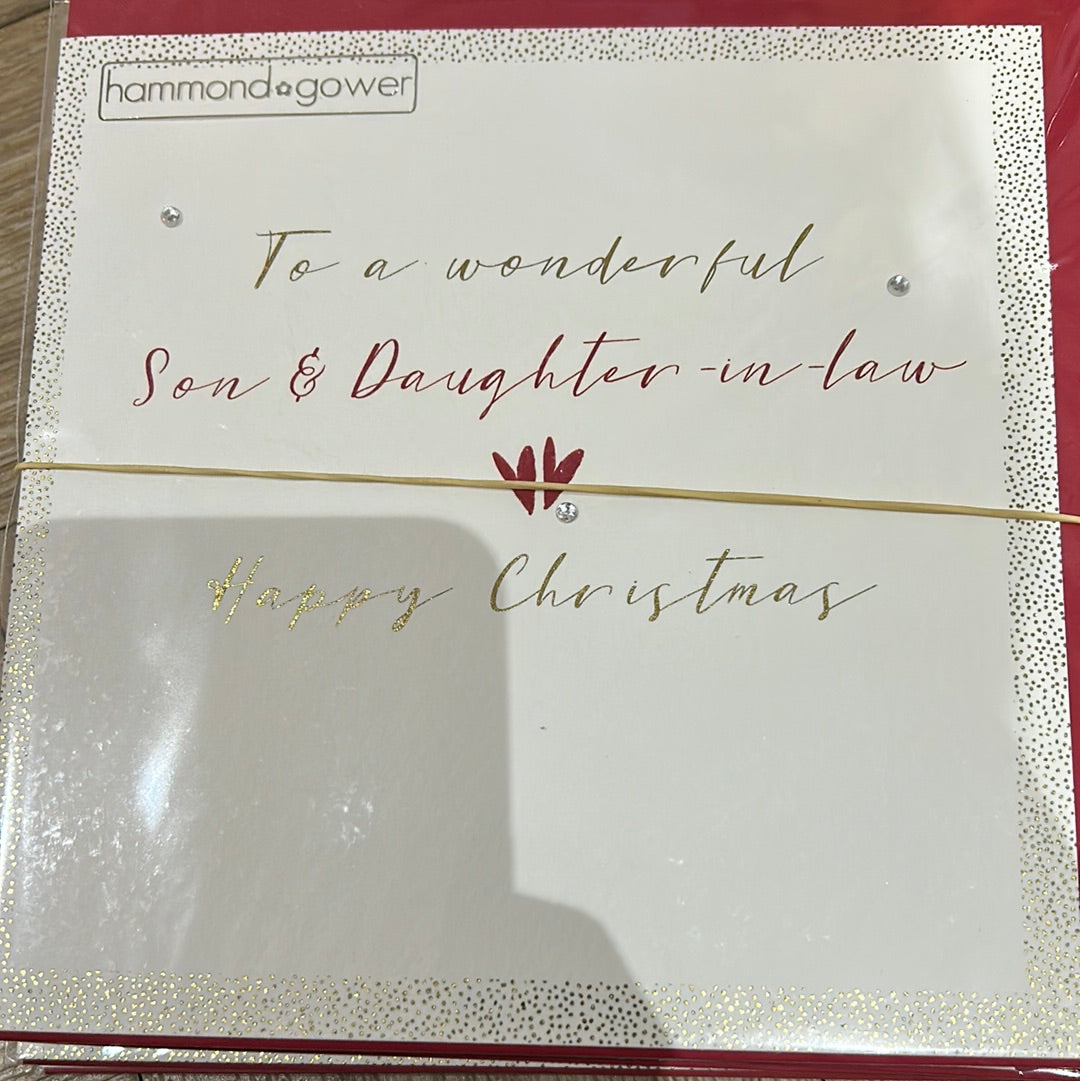 hammond gower
To a wonderful
Son & Daughter-in-law
Happy Christmas